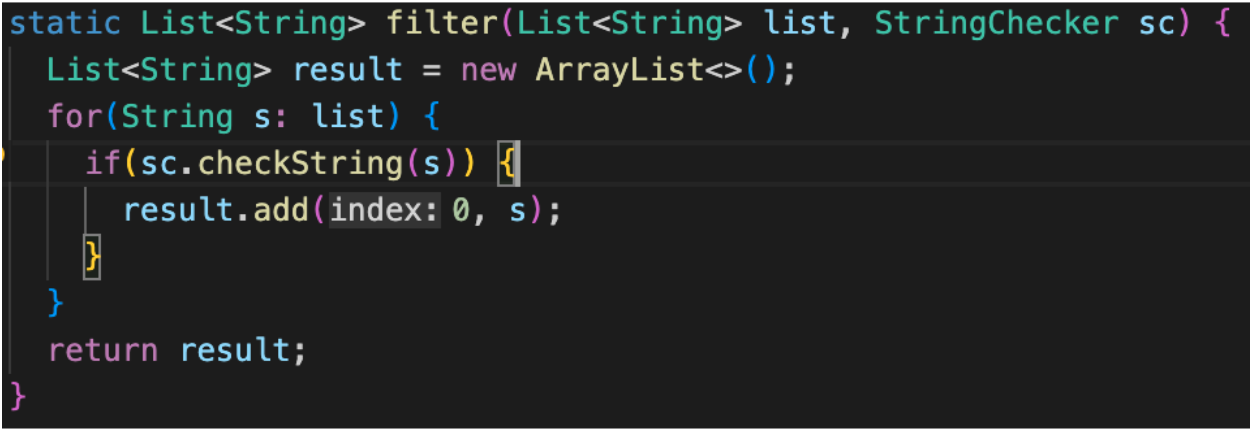 static List<String> filter(List<String> list, StringChecker sc) {
  List<String> result = new ArrayList<>();
  for(String s: list) {
    if(sc.checkString(s)) {
      result.add(index: 0, s);
    }
  }
  return result;
}